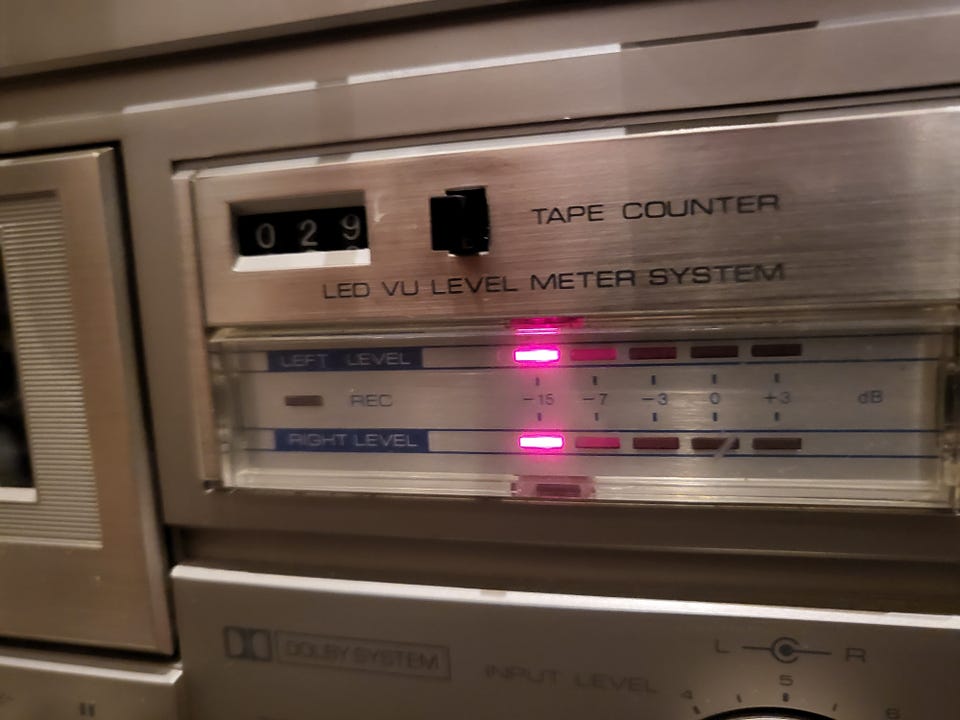 029
TAPE COUNTER
LED VU LEVEL METER SYSTEM
LEFT LEVEL
REC
-15 -7 -3 0 +3 dB
RIGHT LEVEL
DOLBY SYSTEM
INPUT LEVEL
L R
4 5 6